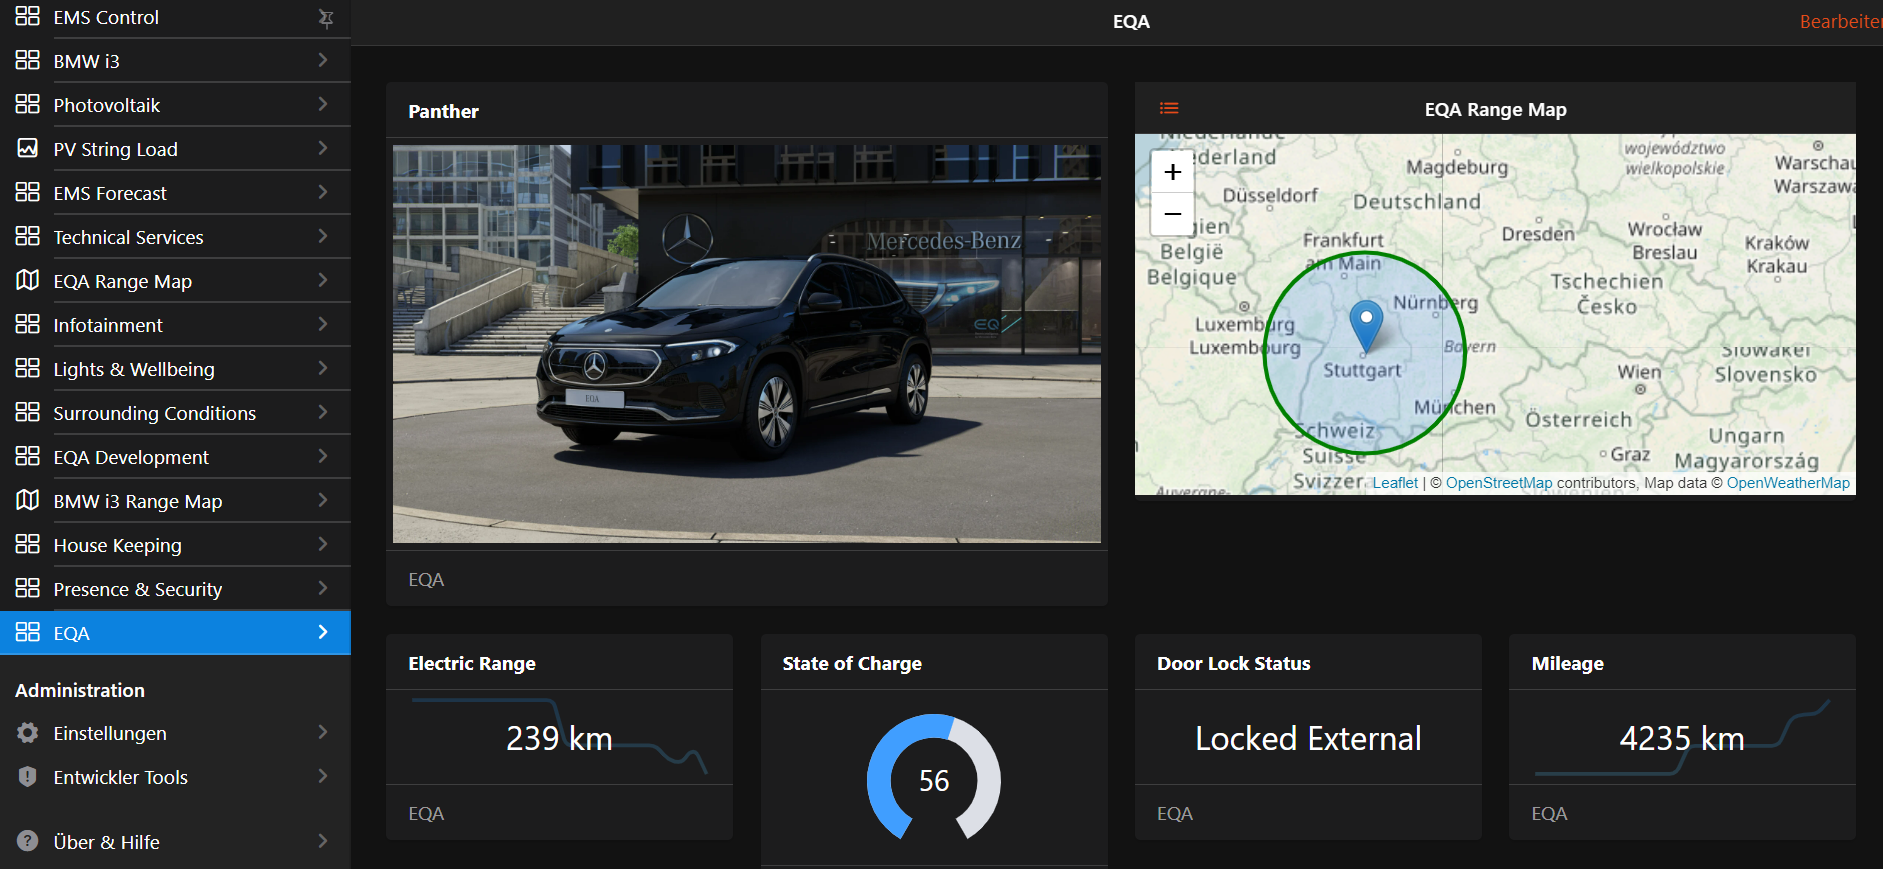 EMS Control
BMW i3
Photovoltaik
PV String Load
EMS Forecast
Technical Services
EQA Range Map
Infotainment
Lights & Wellbeing
Surrounding Conditions
EQA Development
BMW i3 Range Map
House Keeping
Presence & Security
EQA
Administration
Einstellungen
Entwickler Tools
Über & Hilfe
EQA
Bearbeite
Panther
Mercedes-Benz
EQ
EQA
EQA
EQA Range Map
+
−
Niederlande
Nederland
Magdeburg
województwo
wielkopolskie
Warschau
Warszawa
Düsseldorf
Deutschland
Dresden
Wrocław
Breslau
Kraków
Krakau
gien
België
Belgique
Frankfurt
am Main
Tschechien
Česko
Nürnberg
Luxemburg
Luxembourg
Bayern
Stuttgart
Slowakei
Slovensko
Wien
München
Österreich
Schweiz
Suisse
Svizzer
Graz
Ungarn
Magyarország
Auvergne-
Leaflet | © OpenStreetMap contributors, Map data © OpenWeatherMap
Electric Range
239 km
EQA
State of Charge
56
Door Lock Status
Locked External
EQA
Mileage
4235 km
EQA